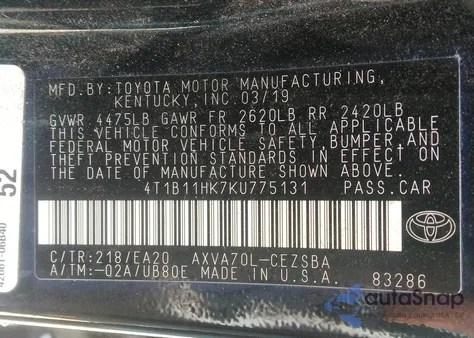 MFD.BY:TOYOTA MOTOR MANUFACTURING,
KENTUCKY, INC. 03/19
GVWR 4475LB GAWR FR 2620LB RR 2420LB
THIS VEHICLE CONFORMS TO ALL APPLICABLE
FEDERAL MOTOR VEHICLE SAFETY, BUMPER, AND
THEFT PREVENTION STANDARDS IN EFFECT ON
THE DATE OF MANUFACTURE SHOWN ABOVE.
4T1B11HK7KU775131 PASS.CAR
TOYOTA
C/TR:218/EA20 AXVA70L-CEZSBA
A/TM:-02A/UB80E MADE IN U.S.A.
83286
52
autoSnap